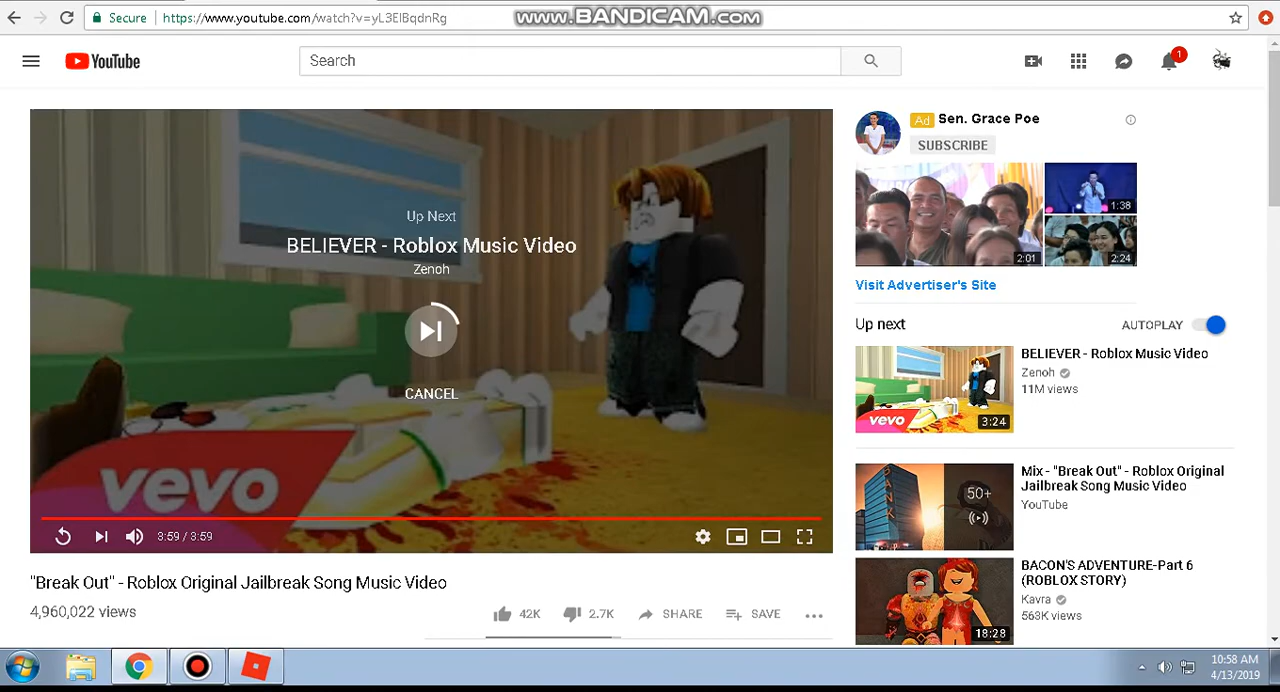 Secure
https://www.youtube.com/watch?v=yL3ElBqdnRg
www.BANDICAM.com
YouTube
Search
1
Up Next
BELIEVER - Roblox Music Video
Zenoh
CANCEL
vevo
3:59 / 3:59
"Break Out" - Roblox Original Jailbreak Song Music Video
4,960,022 views
42K
2.7K
SHARE
SAVE
Ad
Sen. Grace Poe
SUBSCRIBE
2:01
1:38
2:24
Visit Advertiser's Site
Up next
AUTOPLAY
vevo
3:24
BELIEVER - Roblox Music Video
Zenoh
11M views
50+
Mix - "Break Out" - Roblox Original
Jailbreak Song Music Video
YouTube
18:28
BACON'S ADVENTURE-Part 6
(ROBLOX STORY)
Kavra
563K views
10:58 AM
4/13/2019